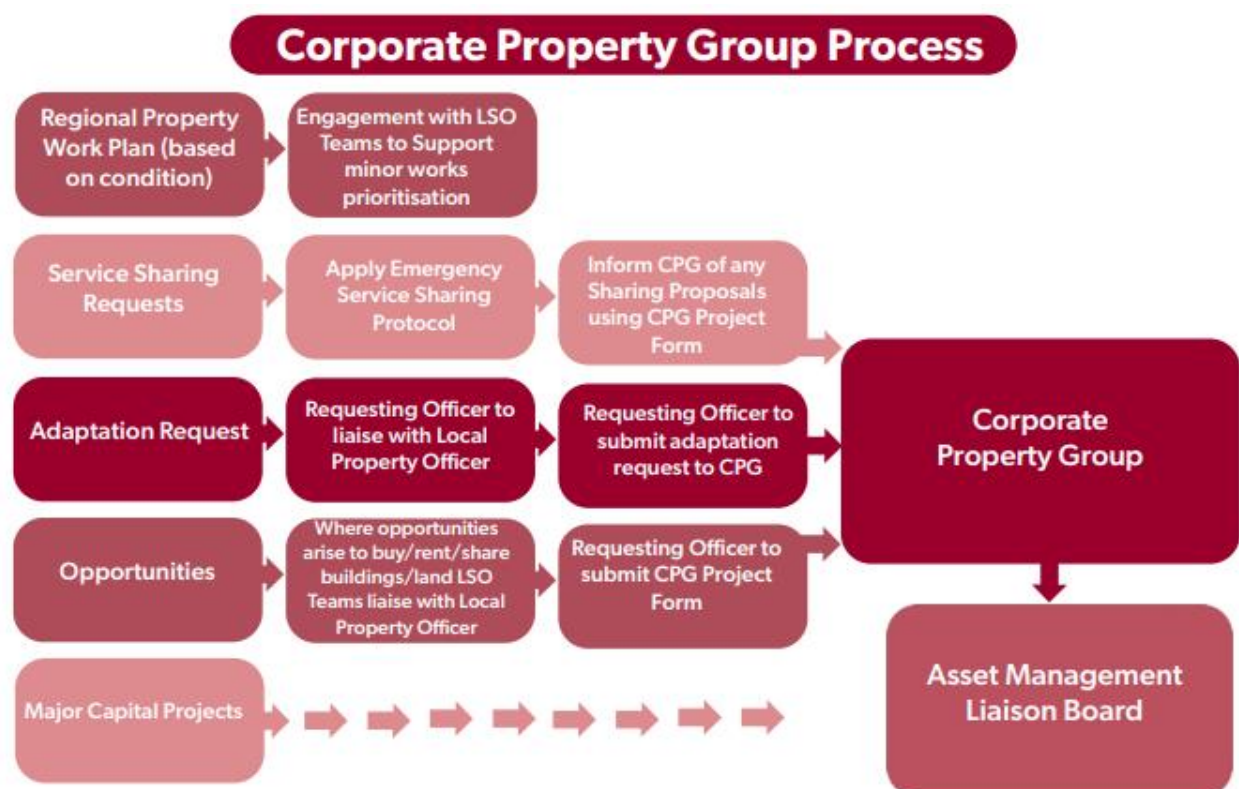 Corporate Property Group Process
Regional Property
Work Plan (based
on condition)
Engagement with LSO
Teams to Support
minor works
prioritisation
Service Sharing
Requests
Apply Emergency
Service Sharing
Protocol
Inform CPG of any
Sharing Proposals
using CPG Project
Form
Adaptation Request
Requesting Officer to
liaise with Local
Property Officer
Requesting Officer to
submit adaptation
request to CPG
Corporate
Property Group
Opportunities
Where opportunities
arise to buy/rent/share
buildings/land LSO
Teams liaise with Local
Property Officer
Requesting Officer to
submit CPG Project
Form
Major Capital Projects
Asset Management
Liaison Board